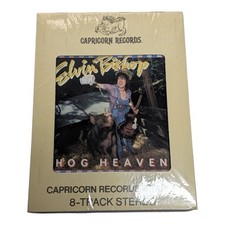 CAPRICORN RECORDS.
Elvin Bishop
HOG HEAVEN
CAPRICORN RECORDS
8-TRACK STEREO